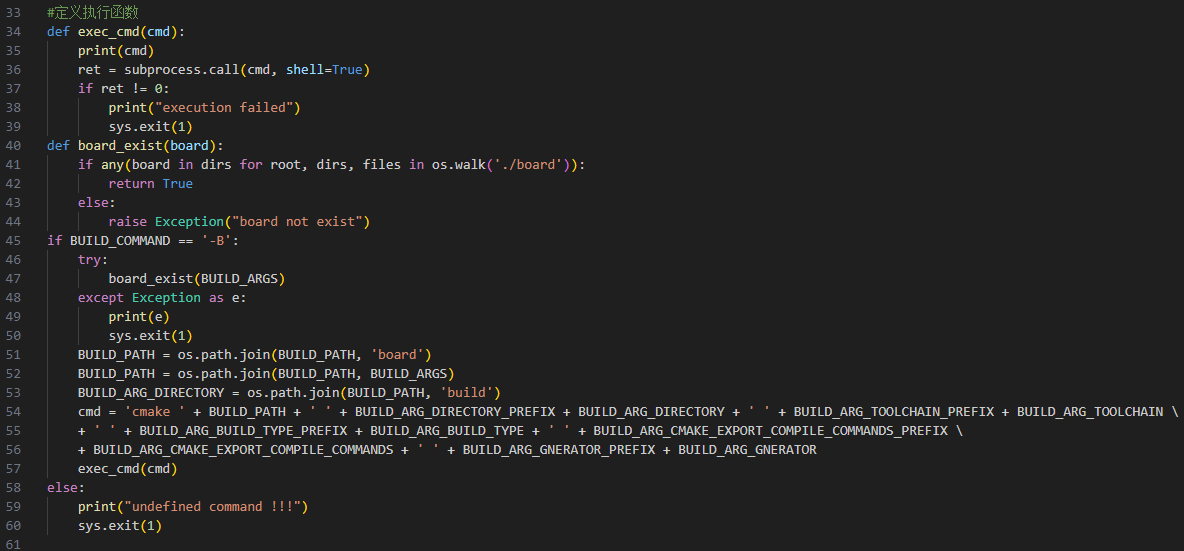 33 #定义执行函数
34 def exec_cmd(cmd):
35     print(cmd)
36     ret = subprocess.call(cmd, shell=True)
37     if ret != 0:
38         print("execution failed")
39         sys.exit(1)
40 def board_exist(board):
41     if any(board in dirs for root, dirs, files in os.walk('./board')):
42         return True
43     else:
44         raise Exception("board not exist")
45 if BUILD_COMMAND == '-B':
46     try:
47         board_exist(BUILD_ARGS)
48     except Exception as e:
49         print(e)
50         sys.exit(1)
51     BUILD_PATH = os.path.join(BUILD_PATH, 'board')
52     BUILD_PATH = os.path.join(BUILD_PATH, BUILD_ARGS)
53     BUILD_ARG_DIRECTORY = os.path.join(BUILD_PATH, 'build')
54     cmd = 'cmake ' + BUILD_PATH + ' ' + BUILD_ARG_DIRECTORY_PREFIX + BUILD_ARG_DIRECTORY + ' ' + BUILD_ARG_TOOLCHAIN_PREFIX + BUILD_ARG_TOOLCHAIN \
55     + ' ' + BUILD_ARG_BUILD_TYPE_PREFIX + BUILD_ARG_BUILD_TYPE + ' ' + BUILD_ARG_CMAKE_EXPORT_COMPILE_COMMANDS_PREFIX \
56     + BUILD_ARG_CMAKE_EXPORT_COMPILE_COMMANDS + ' ' + BUILD_ARG_GNERATOR_PREFIX + BUILD_ARG_GNERATOR
57     exec_cmd(cmd)
58 else:
59     print("undefined command !!!")
60     sys.exit(1)
61